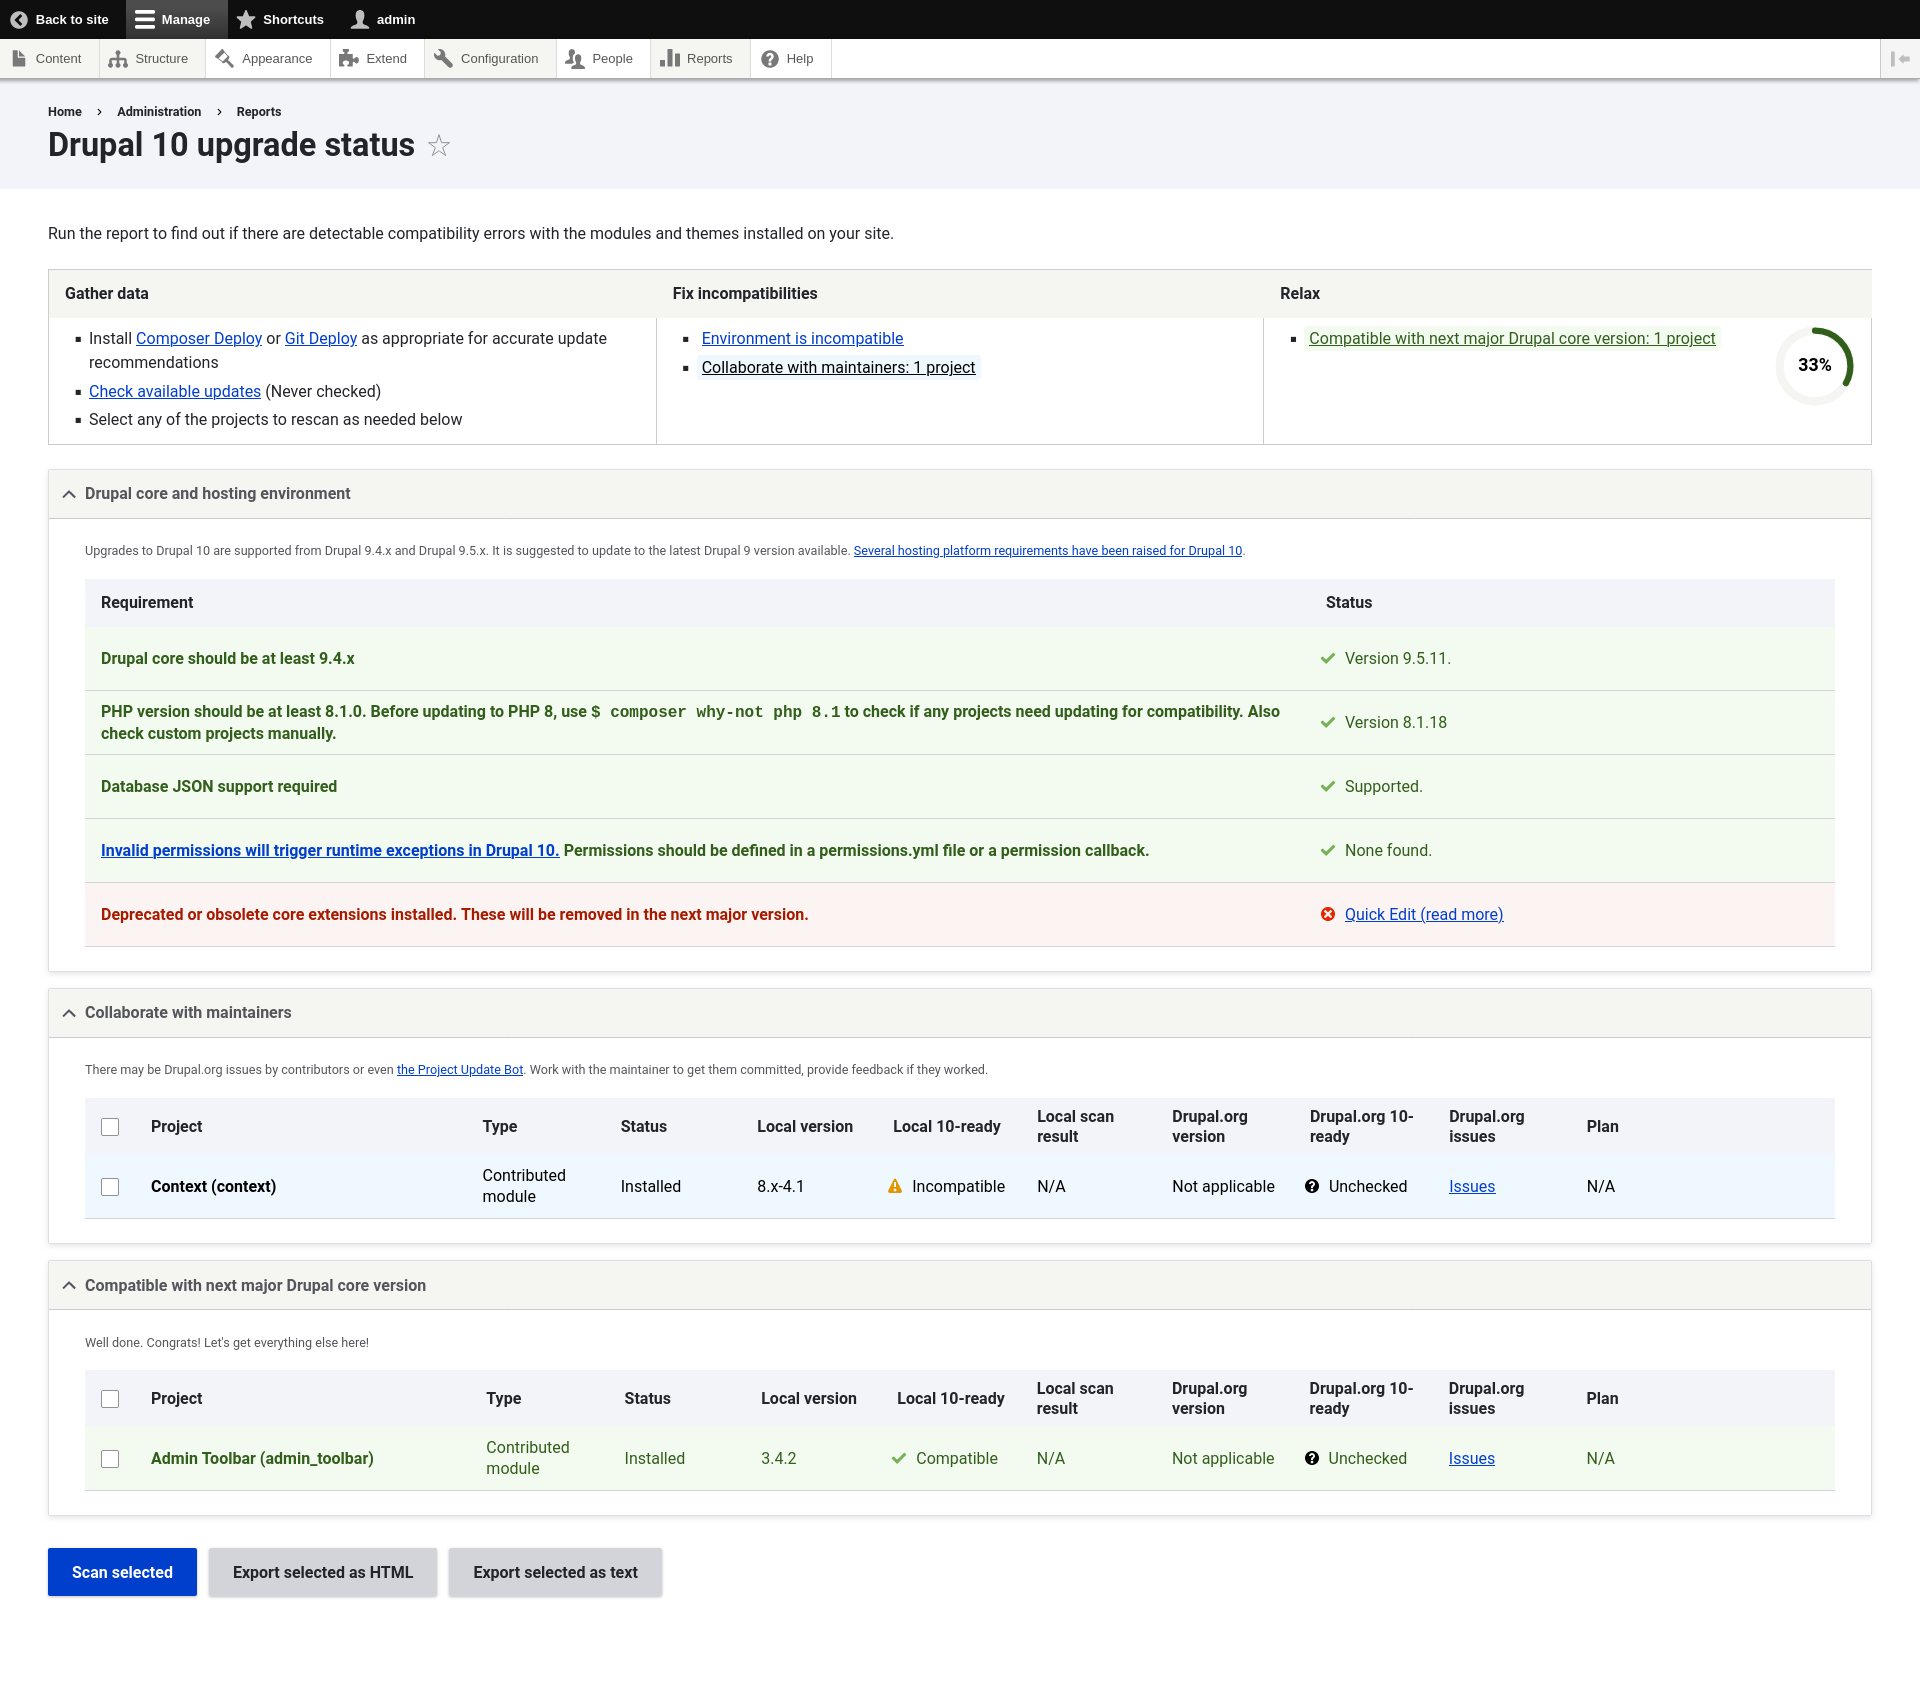 Back to site Manage Shortcuts admin
Content Structure Appearance Extend Configuration People Reports Help
Home › Administration › Reports
Drupal 10 upgrade status ☆
Run the report to find out if there are detectable compatibility errors with the modules and themes installed on your site.
Gather data Fix incompatibilities Relax
Install Composer Deploy or Git Deploy as appropriate for accurate update
recommendations
Check available updates (Never checked)
Select any of the projects to rescan as needed below
Environment is incompatible
Collaborate with maintainers: 1 project
Compatible with next major Drupal core version: 1 project
33%
Drupal core and hosting environment
Upgrades to Drupal 10 are supported from Drupal 9.4.x and Drupal 9.5.x. It is suggested to update to the latest Drupal 9 version available. Several hosting platform requirements have been raised for Drupal 10.
Requirement Status
Drupal core should be at least 9.4.x Version 9.5.11.
PHP version should be at least 8.1.0. Before updating to PHP 8, use $ composer why-not php 8.1 to check if any projects need updating for compatibility. Also
check custom projects manually.
Version 8.1.18
Database JSON support required Supported.
Invalid permissions will trigger runtime exceptions in Drupal 10. Permissions should be defined in a permissions.yml file or a permission callback. None found.
Deprecated or obsolete core extensions installed. These will be removed in the next major version. Quick Edit (read more)
Collaborate with maintainers
There may be Drupal.org issues by contributors or even the Project Update Bot. Work with the maintainer to get them committed, provide feedback if they worked.
Project Type Status Local version Local 10-ready Local scan result Drupal.org version Drupal.org 10-ready Drupal.org issues Plan
Context (context) Contributed module Installed 8.x-4.1 Incompatible N/A Not applicable Unchecked Issues N/A
Compatible with next major Drupal core version
Well done. Congrats! Let's get everything else here!
Project Type Status Local version Local 10-ready Local scan result Drupal.org version Drupal.org 10-ready Drupal.org issues Plan
Admin Toolbar (admin_toolbar) Contributed module Installed 3.4.2 Compatible N/A Not applicable Unchecked Issues N/A
Scan selected Export selected as HTML Export selected as text